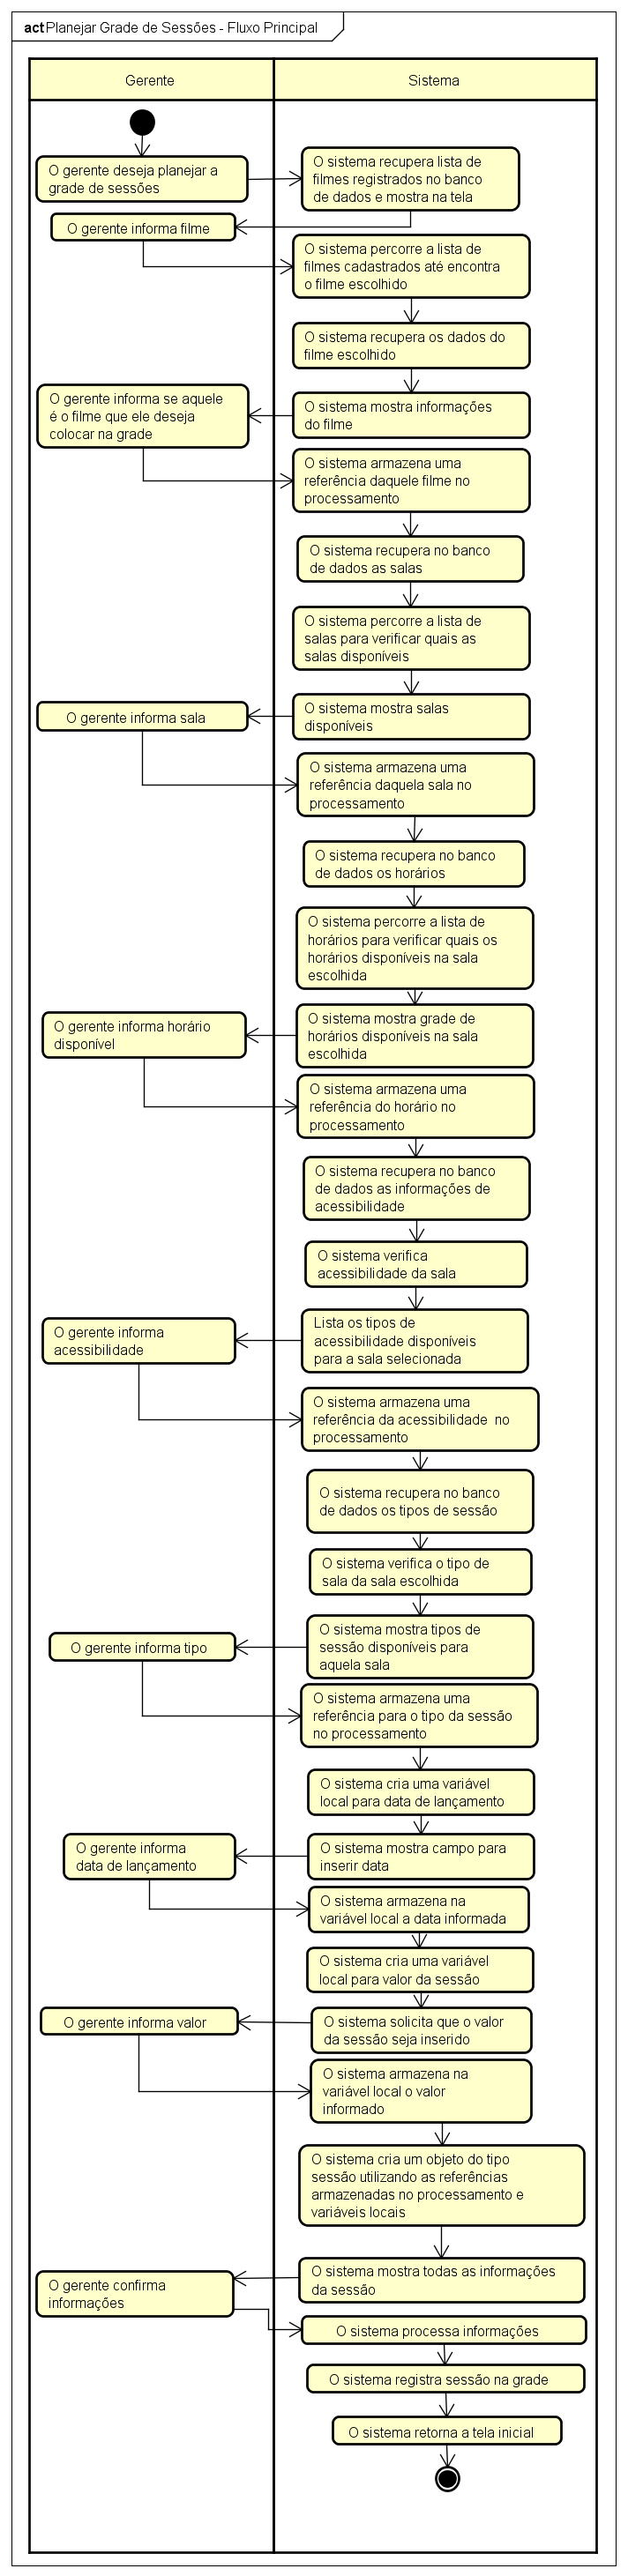 act Planejar Grade de Sessões - Fluxo Principal
Gerente
Sistema
O gerente deseja planejar a
grade de sessões
O sistema recupera lista de
filmes registrados no banco
de dados e mostra na tela
O gerente informa filme
O sistema percorre a lista de
filmes cadastrados até encontra
o filme escolhido
O sistema recupera os dados do
filme escolhido
O sistema mostra informações
do filme
O gerente informa se aquele
é o filme que ele deseja
colocar na grade
O sistema armazena uma
referência daquele filme no
processamento
O sistema recupera no banco
de dados as salas
O sistema percorre a lista de
salas para verificar quais as
salas disponíveis
O sistema mostra salas
disponíveis
O gerente informa sala
O sistema armazena uma
referência daquela sala no
processamento
O sistema recupera no banco
de dados os horários
O sistema percorre a lista de
horários para verificar quais os
horários disponíveis na sala
escolhida
O sistema mostra grade de
horários disponíveis na sala
escolhida
O gerente informa horário
disponível
O sistema armazena uma
referência do horário no
processamento
O sistema recupera no banco
de dados as informações de
acessibilidade
O sistema verifica
acessibilidade da sala
Lista os tipos de
acessibilidade disponíveis
para a sala selecionada
O gerente informa
acessibilidade
O sistema armazena uma
referência da acessibilidade no
processamento
O sistema recupera no banco
de dados os tipos de sessão
O sistema verifica o tipo de
sala da sala escolhida
O sistema mostra tipos de
sessão disponíveis para
aquela sala
O gerente informa tipo
O sistema armazena uma
referência para o tipo da sessão
no processamento
O sistema cria uma variável
local para data de lançamento
O sistema mostra campo para
inserir data
O gerente informa
data de lançamento
O sistema armazena na
variável local a data informada
O sistema cria uma variável
local para valor da sessão
O sistema solicita que o valor
da sessão seja inserido
O gerente informa valor
O sistema armazena na
variável local o valor
informado
O sistema cria um objeto do tipo
sessão utilizando as referências
armazenadas no processamento e
variáveis locais
O sistema mostra todas as informações
da sessão
O gerente confirma
informações
O sistema processa informações
O sistema registra sessão na grade
O sistema retorna a tela inicial